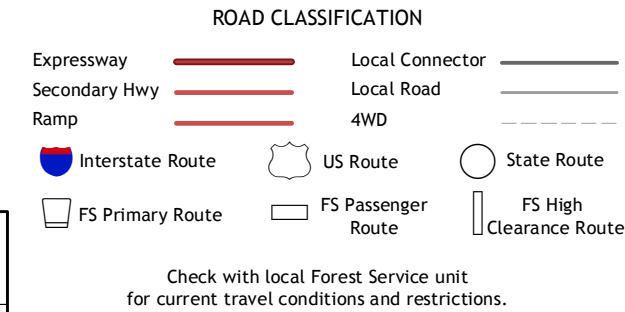 ROAD CLASSIFICATION
Expressway
Local Connector
Secondary Hwy
Local Road
Ramp
4WD
Interstate Route
US Route
State Route
FS Primary Route
FS Passenger
Route
FS High
Clearance Route
Check with local Forest Service unit
for current travel conditions and restrictions.